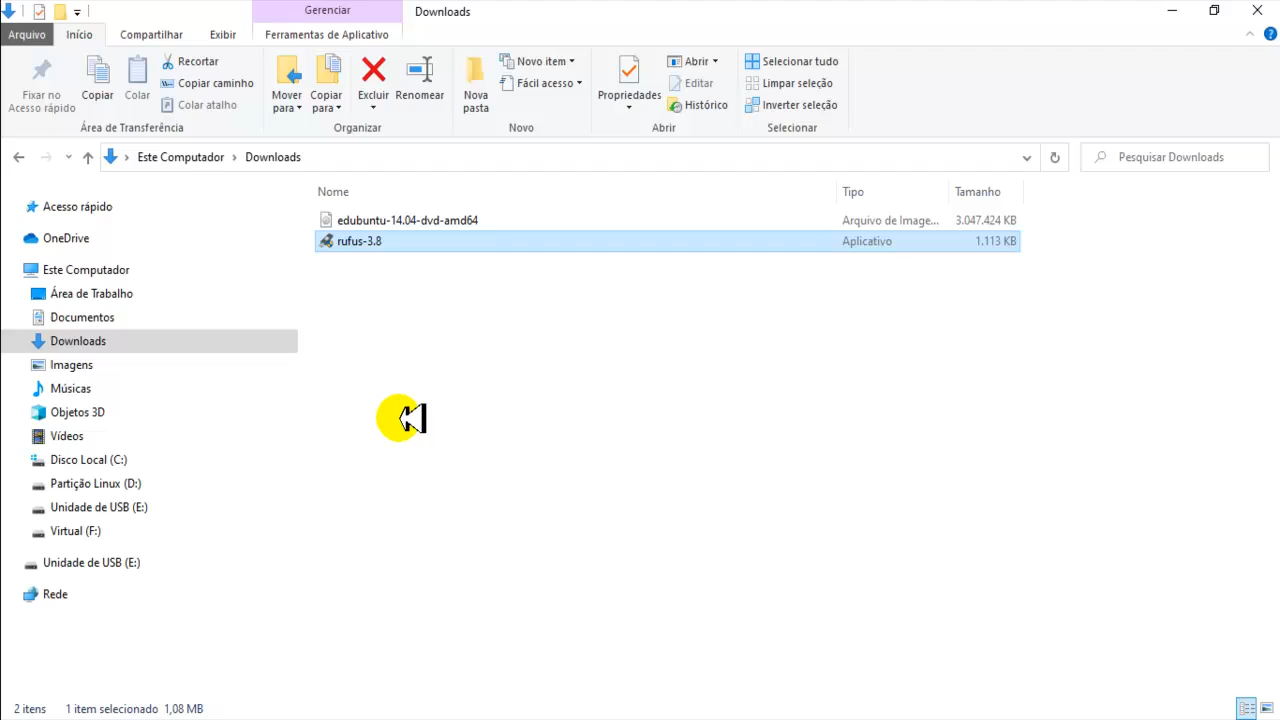 Gerenciar
Downloads
Arquivo
Início
Compartilhar
Exibir
Ferramentas de Aplicativo
Fixar no
Acesso rápido
Copiar
Colar
Recortar
Copiar caminho
Colar atalho
Área de Transferência
Mover
para
Copiar
para
Excluir
Renomear
Organizar
Nova
pasta
Novo item
Fácil acesso
Novo
Propriedades
Abrir
Editar
Histórico
Abrir
Selecionar tudo
Limpar seleção
Inverter seleção
Selecionar
Este Computador
Downloads
Pesquisar Downloads
Nome
Tipo
Tamanho
edubuntu-14.04-dvd-amd64
Arquivo de Image...
3.047.424 KB
rufus-3.8
Aplicativo
1.113 KB
Acesso rápido
OneDrive
Este Computador
Área de Trabalho
Documentos
Downloads
Imagens
Músicas
Objetos 3D
Vídeos
Disco Local (C:)
Partição Linux (D:)
Unidade de USB (E:)
Virtual (F:)
Unidade de USB (E:)
Rede
2 itens
1 item selecionado 1,08 MB